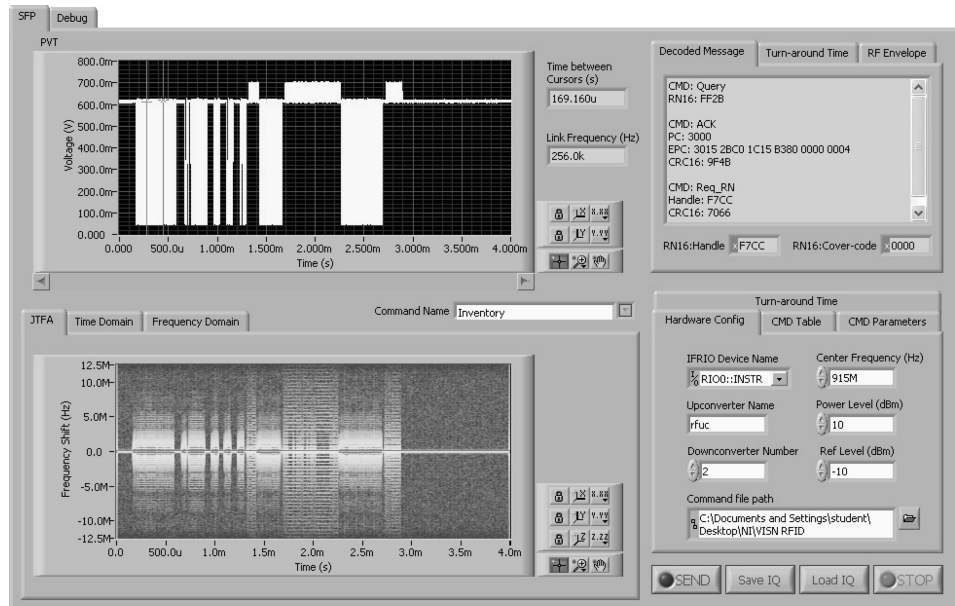 SFP
Debug
PVT
800.0m
700.0m
600.0m
500.0m
400.0m
300.0m
200.0m
100.0m
0.000
Voltage (V)
0.000 500.0u 1.000m 1.500m 2.000m 2.500m 3.000m 3.500m 4.000m
Time (s)
Time between
Cursors (s)
169.160u
Link Frequency (Hz)
256.0k
X 8.88
Y Y.YY
Decoded Message
Turn-around Time
RF Envelope
CMD: Query
RN16: FF2B
CMD: ACK
PC: 3000
EPC: 3015 2BC0 1C15 B380 0000 0004
CRC16: 9F4B
CMD: Req_RN
Handle: F7CC
CRC16: 7066
RN16:Handle
x F7CC
RN16:Cover-code
x 0000
Command Name
Inventory
JTFA
Time Domain
Frequency Domain
12.5M
10.0M
5.0M
0.0
-5.0M
-10.0M
-12.5M
Frequency Shift (Hz)
0.0 500.0u 1.0m 1.5m 2.0m 2.5m 3.0m 3.5m 4.0m
Time (s)
X 8.88
Y Y.YY
Z 2.22
Turn-around Time
Hardware Config
CMD Table
CMD Parameters
IFRIO Device Name
I/O RIO0::INSTR
Center Frequency (Hz)
915M
Upconverter Name
rfuc
Power Level (dBm)
10
Downconverter Number
2
Ref Level (dBm)
-10
Command file path
C:\Documents and Settings\student\
Desktop\NI\VISN RFID
SEND
Save IQ
Load IQ
STOP